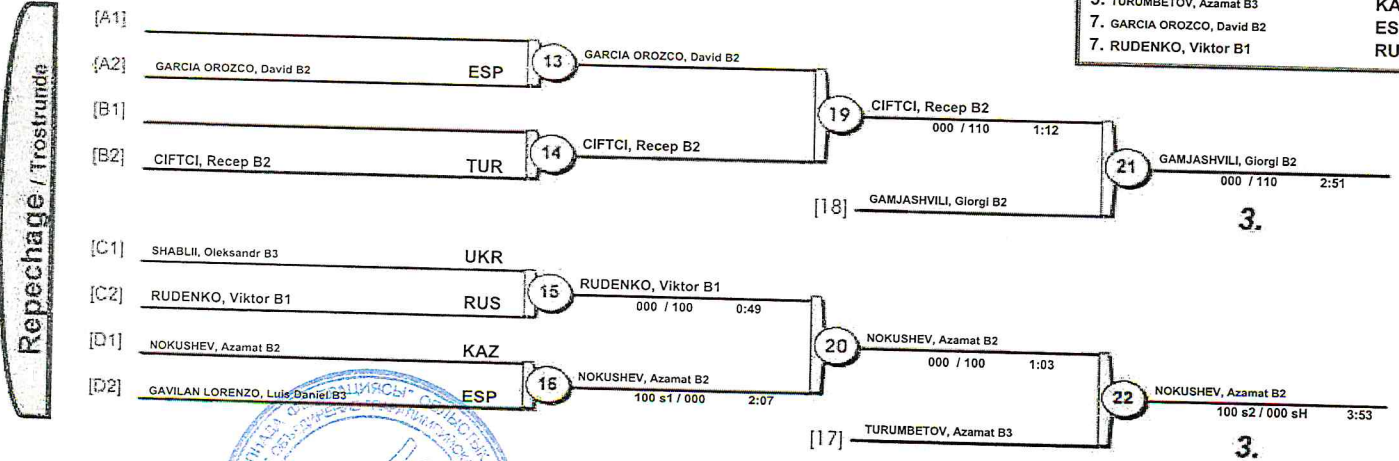 5. TURUMBETOV, Azamat B3 KA
7. GARCIA OROZCO, David B2 ES
7. RUDENKO, Viktor B1 RU
Repechage / Trostrunde
[A1]
[A2] GARCIA OROZCO, David B2 ESP 13 GARCIA OROZCO, David B2
[B1]
19 CIFTCI, Recep B2
000 / 110 1:12
[B2] CIFTCI, Recep B2 TUR 14 CIFTCI, Recep B2
21 GAMJASHVILI, Giorgi B2
000 / 110 2:51
[18] GAMJASHVILI, Giorgi B2
3.
[C1] SHABLII, Oleksandr B3 UKR
[C2] RUDENKO, Viktor B1 RUS 15 RUDENKO, Viktor B1
000 / 100 0:49
[D1] NOKUSHEV, Azamat B2 KAZ
20 NOKUSHEV, Azamat B2
000 / 100 1:03
[D2] GAVILAN LORENZO, Luis Daniel B3 ESP 16 NOKUSHEV, Azamat B2
100 s1 / 000 2:07
22 NOKUSHEV, Azamat B2
100 s2 / 000 sH 3:53
[17] TURUMBETOV, Azamat B3
3.